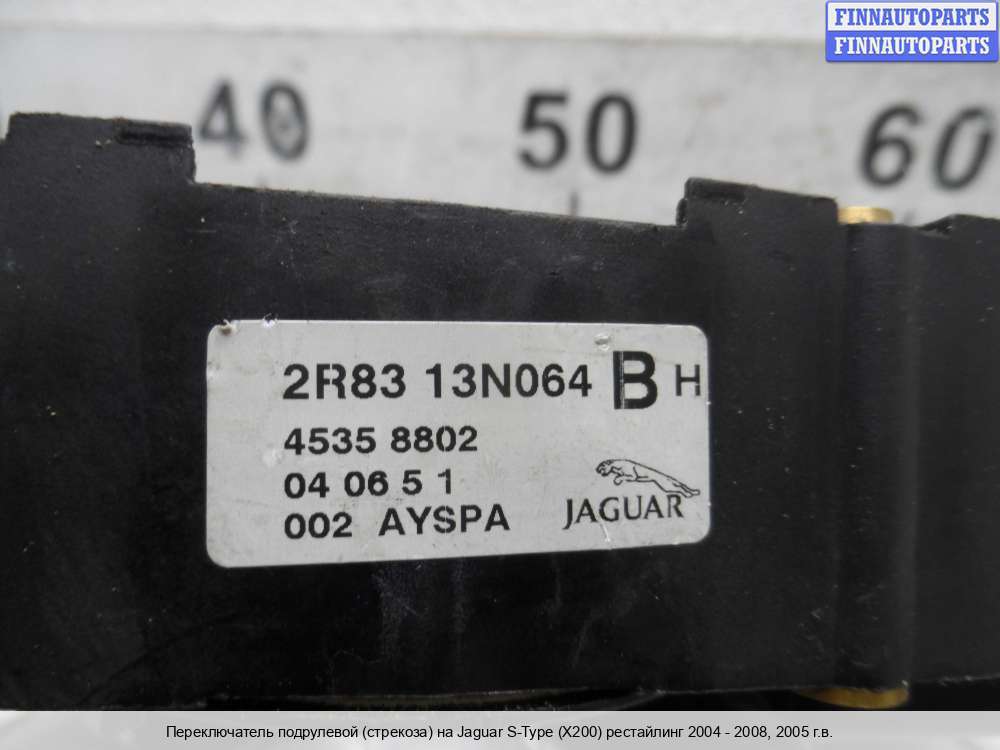 FINNAUTOPARTS
FINNAUTOPARTS
40 50 60
2R83 13N064 B H
4535 8802
04 06 5 1
002 AYSPA
JAGUAR
Переключатель подрулевой (стрекоза) на Jaguar S-Type (X200) рестайлинг 2004 - 2008, 2005 г.в.